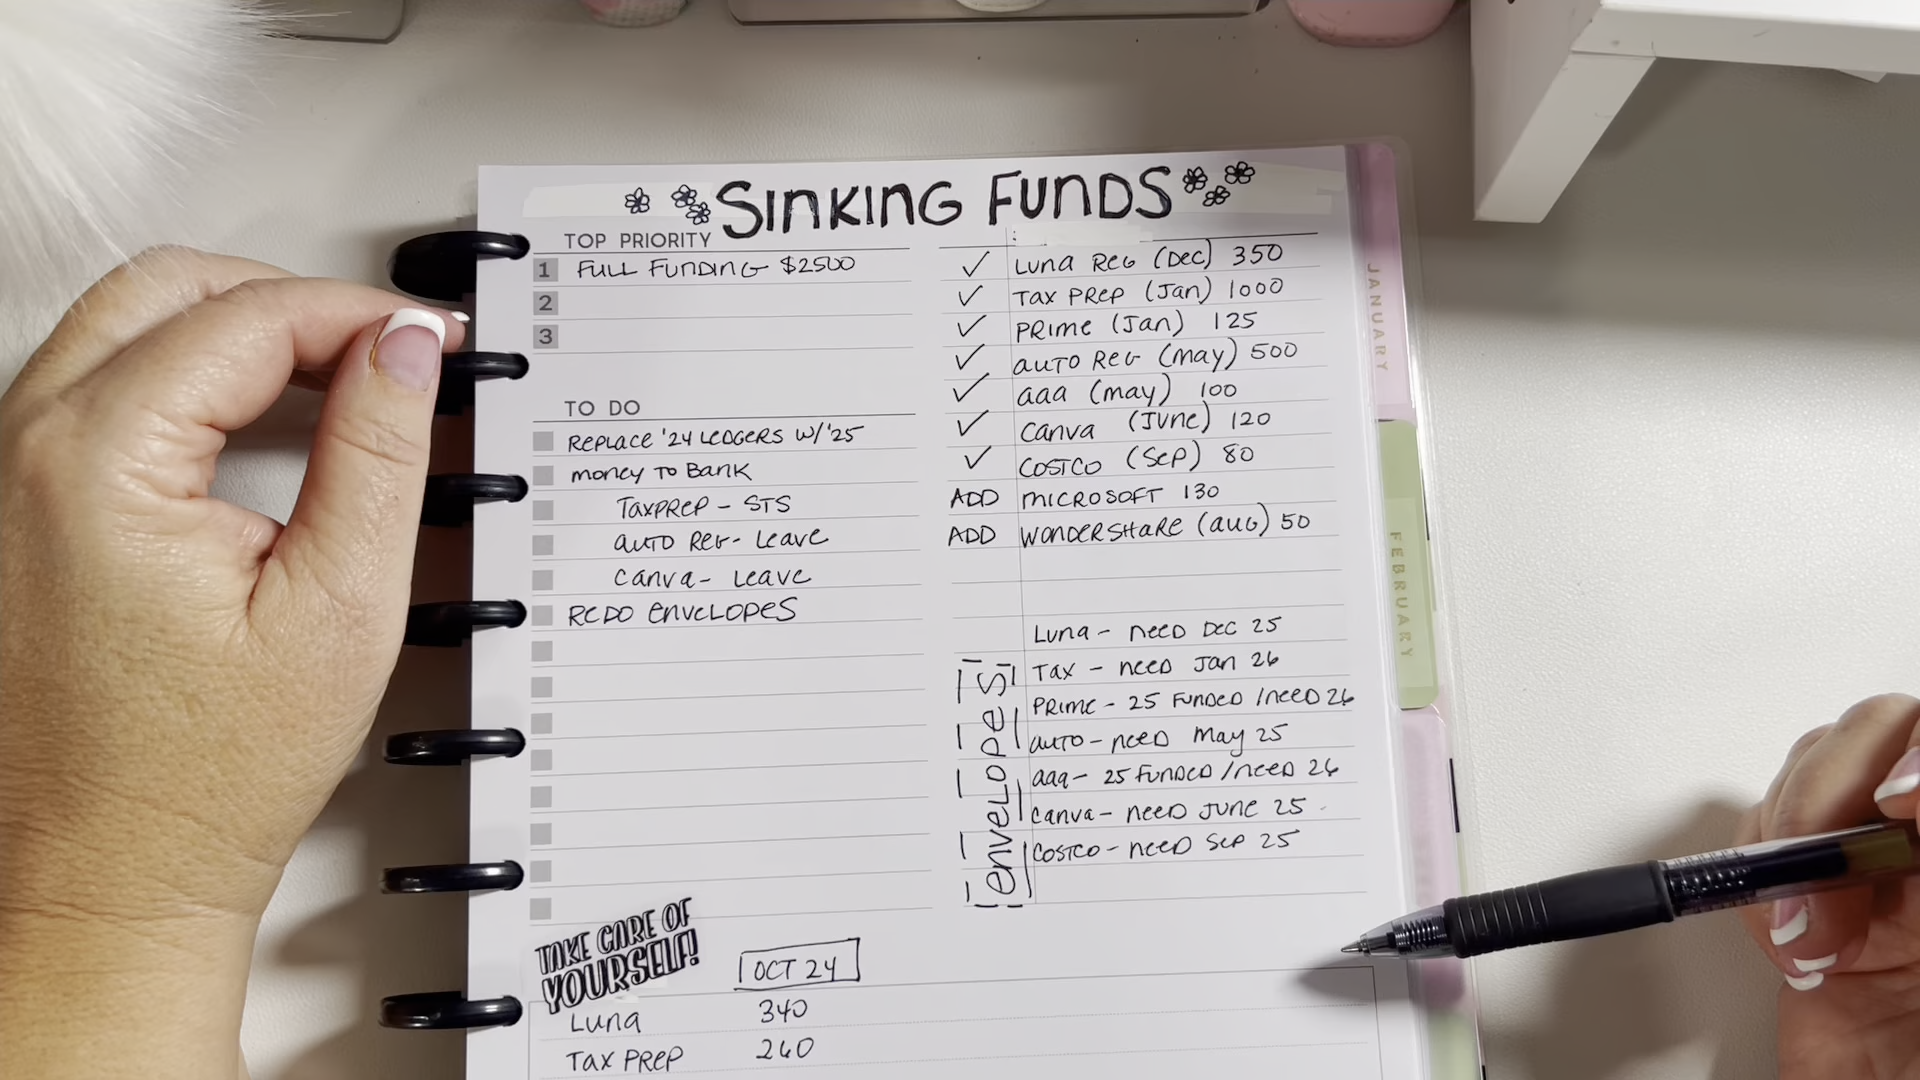 SINKING FUNDS
TOP PRIORITY
1 FULL FUNDING $2500
2
3
TO DO
REPLACE '24 LEDGERS W/'25
MONEY TO BANK
TAXPREP - STS
AUTO REG - LEAVE
CANVA - LEAVE
REDO ENVELOPES
✓ LUNA REG (DEC) 350
✓ TAX PREP (JAN) 1000
✓ PRIME (JAN) 125
✓ AUTO REG (MAY) 500
✓ AAA (MAY) 100
✓ CANVA (JUNE) 120
✓ COSTCO (SEP) 80
ADD MICROSOFT 130
ADD WONDERSHARE (AUG) 50
ENVELOPES
LUNA - NEED DEC 25
TAX - NEED JAN 26
PRIME - 25 FUNDED / NEED 26
AUTO - NEED MAY 25
AAA - 25 FUNDED / NEED 26
CANVA - NEED JUNE 25
COSTCO - NEED SEP 25
TAKE CARE OF
YOURSELF!
OCT 24
LUNA 340
TAX PREP 260
JANUARY
FEBRUARY